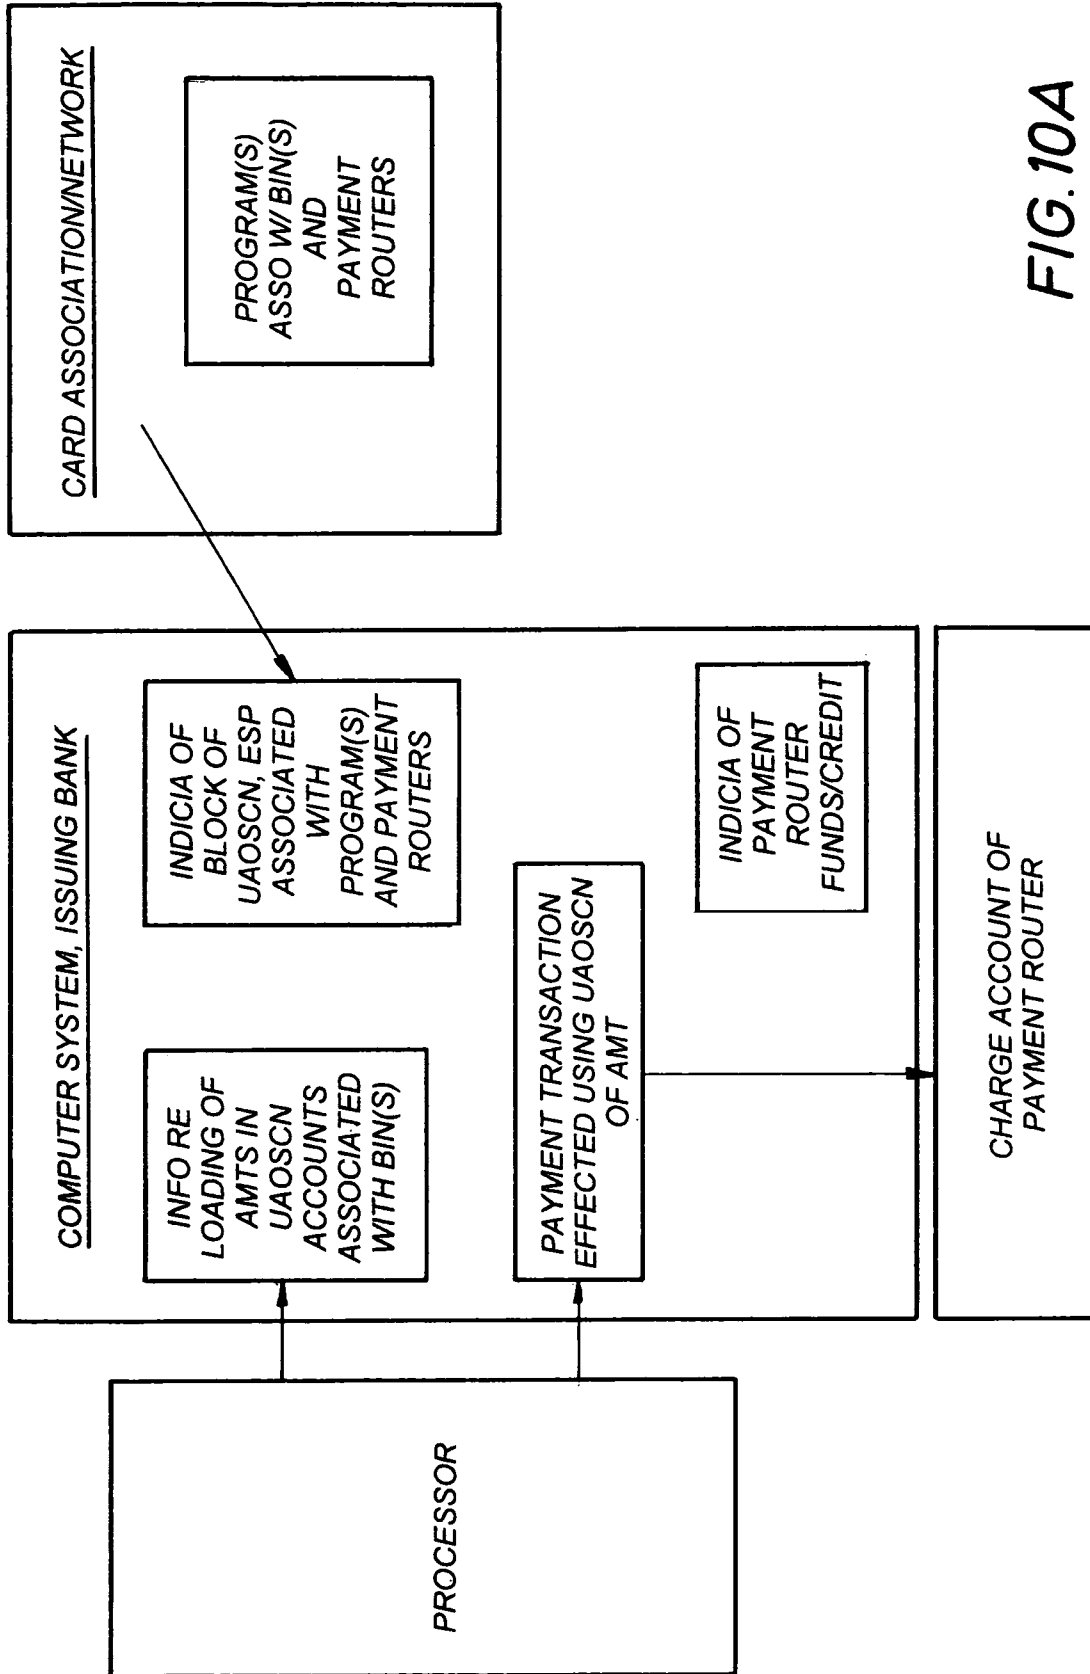 CARD ASSOCIATION/NETWORK
PROGRAM(S)
ASSO W/ BIN(S)
AND
PAYMENT
ROUTERS
COMPUTER SYSTEM, ISSUING BANK
INFO RE
LOADING OF
AMTS IN
UAOSCN
ACCOUNTS
ASSOCIATED
WITH BIN(S)
INDICIA OF
BLOCK OF
UAOSCN, ESP
ASSOCIATED
WITH
PROGRAM(S)
AND PAYMENT
ROUTERS
PAYMENT TRANSACTION
EFFECTED USING UAOSCN
OF AMT
INDICIA OF
PAYMENT
ROUTER
FUNDS/CREDIT
PROCESSOR
CHARGE ACCOUNT OF
PAYMENT ROUTER
FIG. 10A